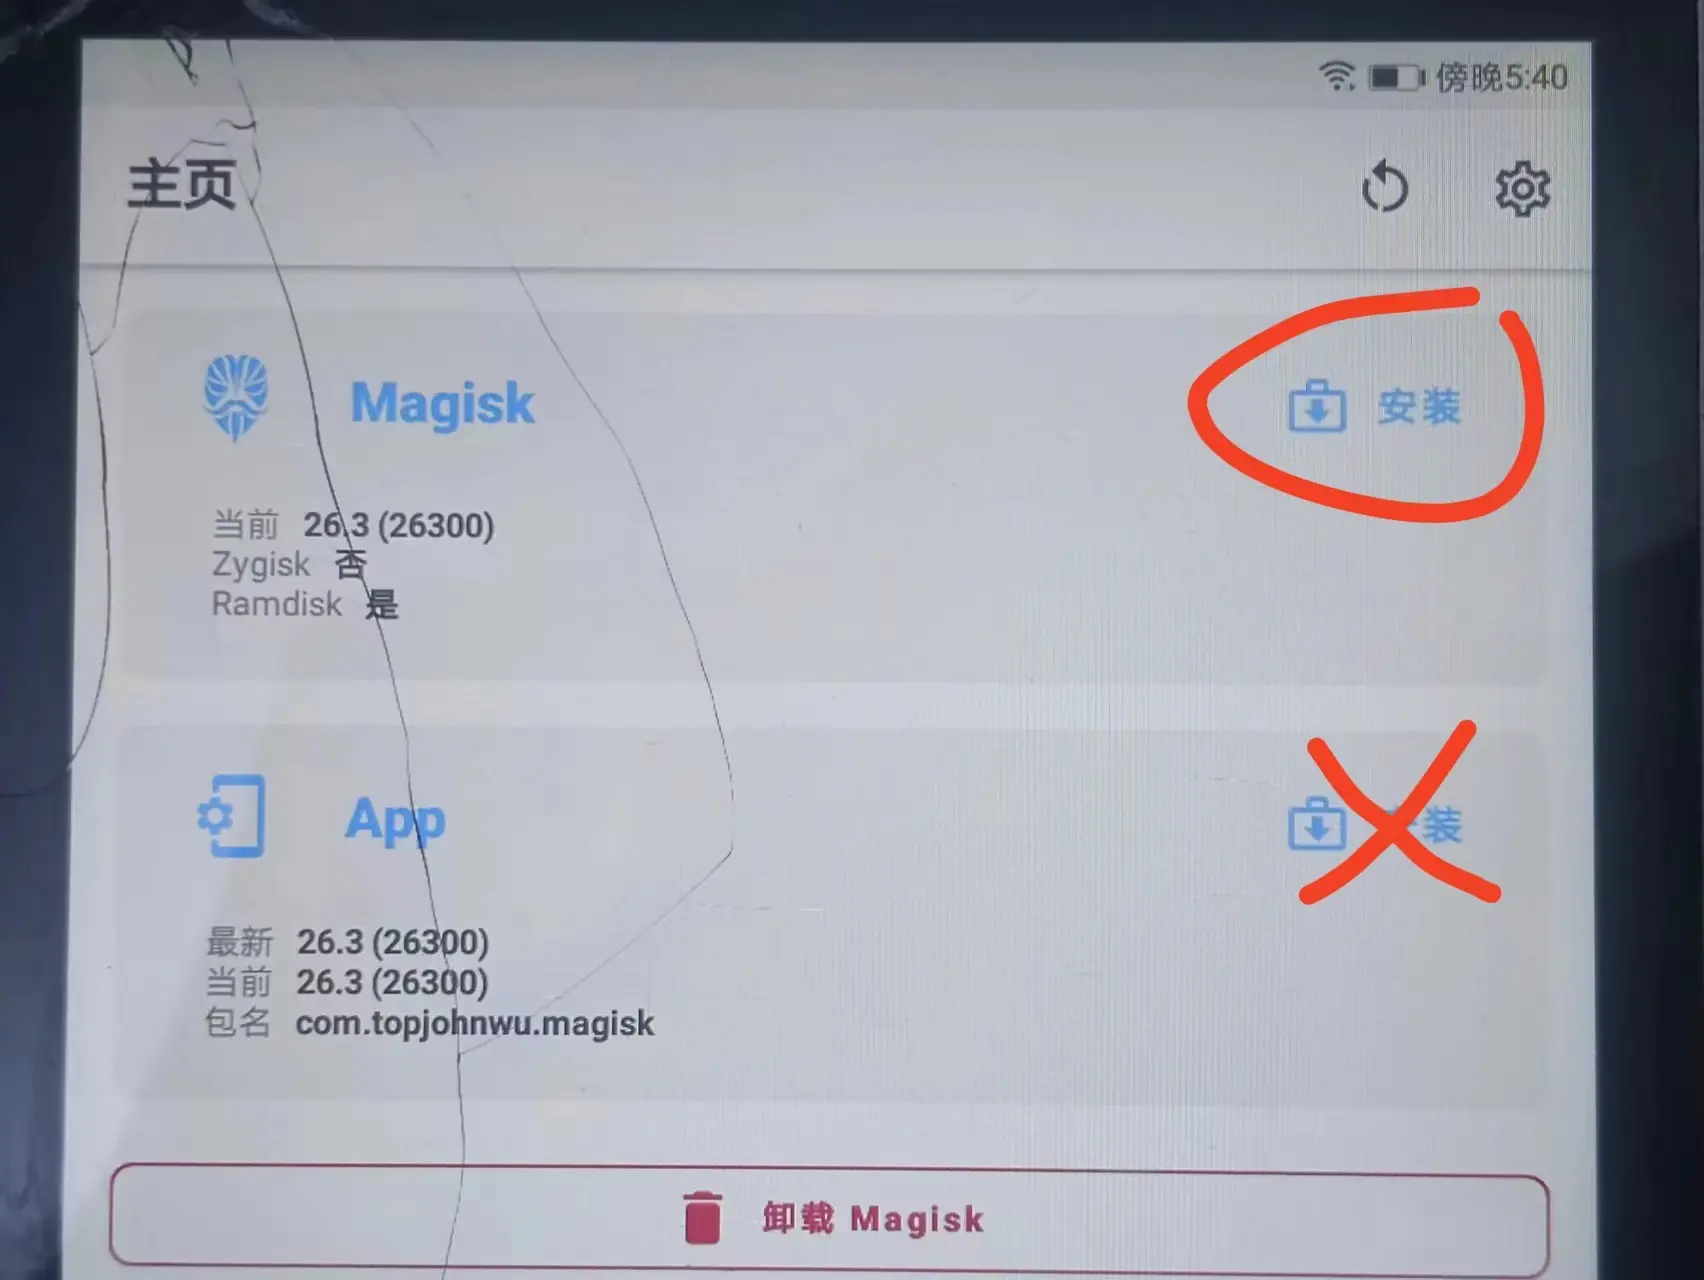 傍晚5:40
主页
Magisk
安装
当前 26.3 (26300)
Zygisk 否
Ramdisk 是
App
装
最新 26.3 (26300)
当前 26.3 (26300)
包名 com.topjohnwu.magisk
卸载 Magisk